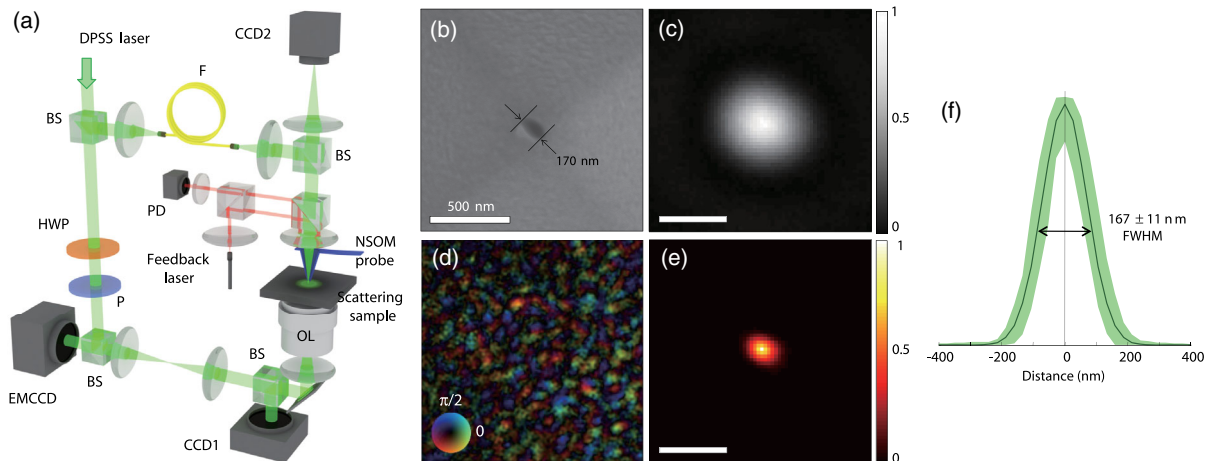 (a)
DPSS laser
CCD2
F
BS
BS
PD
HWP
NSOM
probe
Feedback
laser
P
Scattering
sample
OL
BS
BS
EMCCD
CCD1
(b)
170 nm
500 nm
(c)
1
0.5
0
(d)
π/2
0
(e)
1
0.5
0
(f)
167 ± 11 nm
FWHM
-400
-200
0
200
400
Distance (nm)